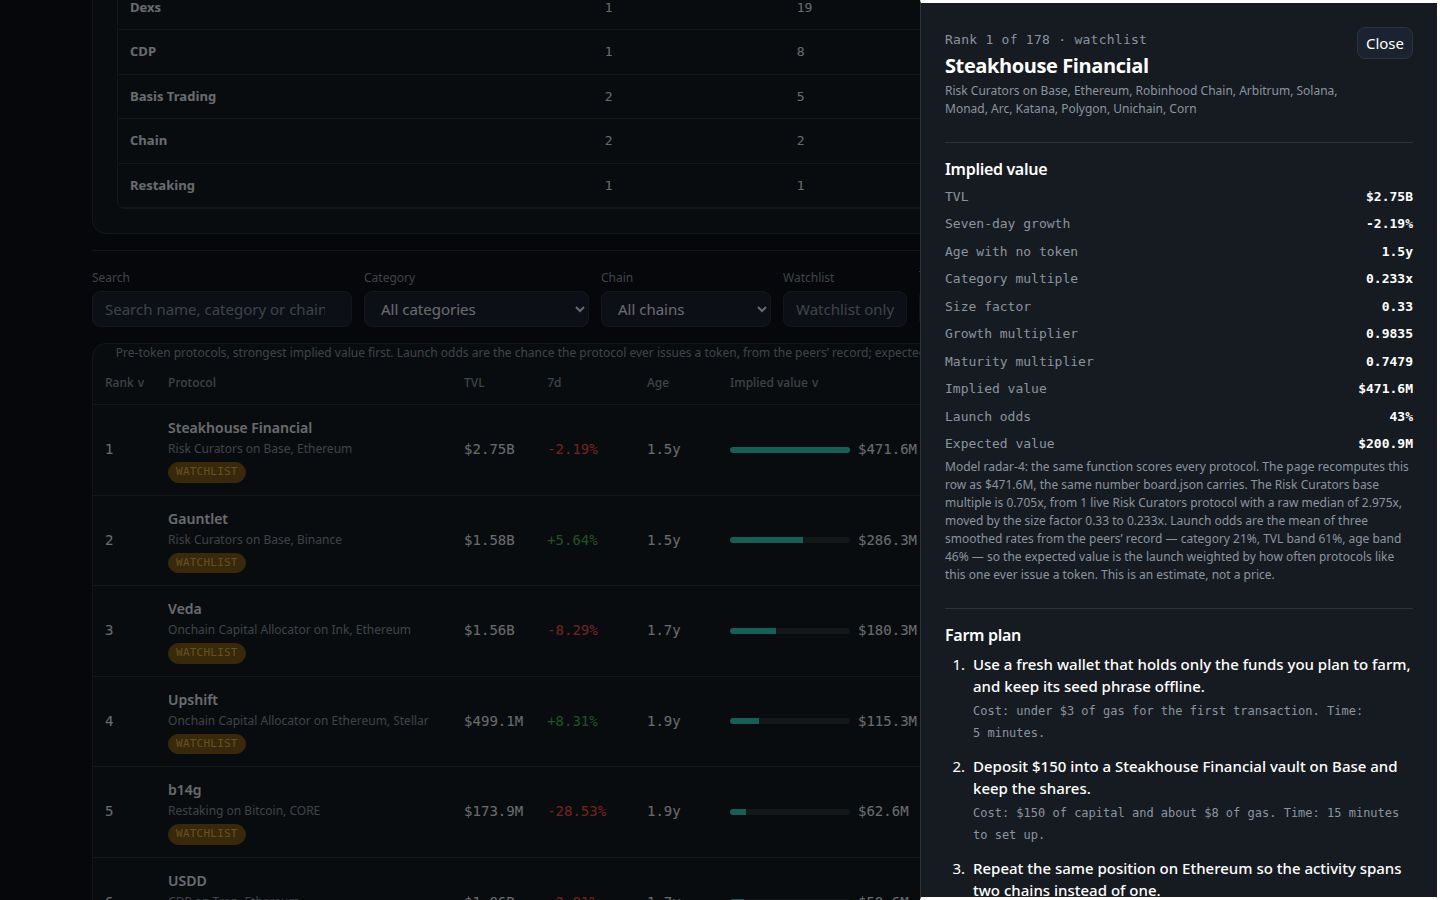 Dexs 1 19
CDP 1 8
Basis Trading 2 5
Chain 2 2
Restaking 1 1
Search Category Chain Watchlist
Search name, category or chain All categories All chains Watchlist only
Pre-token protocols, strongest implied value first. Launch odds are the chance the protocol ever issues a token, from the peers' record; expecte
Rank v Protocol TVL 7d Age Implied value v
Steakhouse Financial
Risk Curators on Base, Ethereum
1 $2.75B -2.19% 1.5y $471.6M
WATCHLIST
Gauntlet
Risk Curators on Base, Binance
2 $1.58B +5.64% 1.5y $286.3M
WATCHLIST
Veda
Onchain Capital Allocator on Ink, Ethereum
3 $1.56B -8.29% 1.7y $180.3M
WATCHLIST
Upshift
Onchain Capital Allocator on Ethereum, Stellar
4 $499.1M +8.31% 1.9y $115.3M
WATCHLIST
b14g
Restaking on Bitcoin, CORE
5 $173.9M -28.53% 1.9y $62.6M
WATCHLIST
USDD
Rank 1 of 178 · watchlist
Close
Steakhouse Financial
Risk Curators on Base, Ethereum, Robinhood Chain, Arbitrum, Solana,
Monad, Arc, Katana, Polygon, Unichain, Corn
Implied value
TVL $2.75B
Seven-day growth -2.19%
Age with no token 1.5y
Category multiple 0.233x
Size factor 0.33
Growth multiplier 0.9835
Maturity multiplier 0.7479
Implied value $471.6M
Launch odds 43%
Expected value $200.9M
Model radar-4: the same function scores every protocol. The page recomputes this
row as $471.6M, the same number board.json carries. The Risk Curators base
multiple is 0.705x, from 1 live Risk Curators protocol with a raw median of 2.975x,
moved by the size factor 0.33 to 0.233x. Launch odds are the mean of three
smoothed rates from the peers' record — category 21%, TVL band 61%, age band
46% — so the expected value is the launch weighted by how often protocols like
this one ever issue a token. This is an estimate, not a price.
Farm plan
1. Use a fresh wallet that holds only the funds you plan to farm,
and keep its seed phrase offline.
Cost: under $3 of gas for the first transaction. Time:
5 minutes.
2. Deposit $150 into a Steakhouse Financial vault on Base and
keep the shares.
Cost: $150 of capital and about $8 of gas. Time: 15 minutes
to set up.
3. Repeat the same position on Ethereum so the activity spans
two chains instead of one.